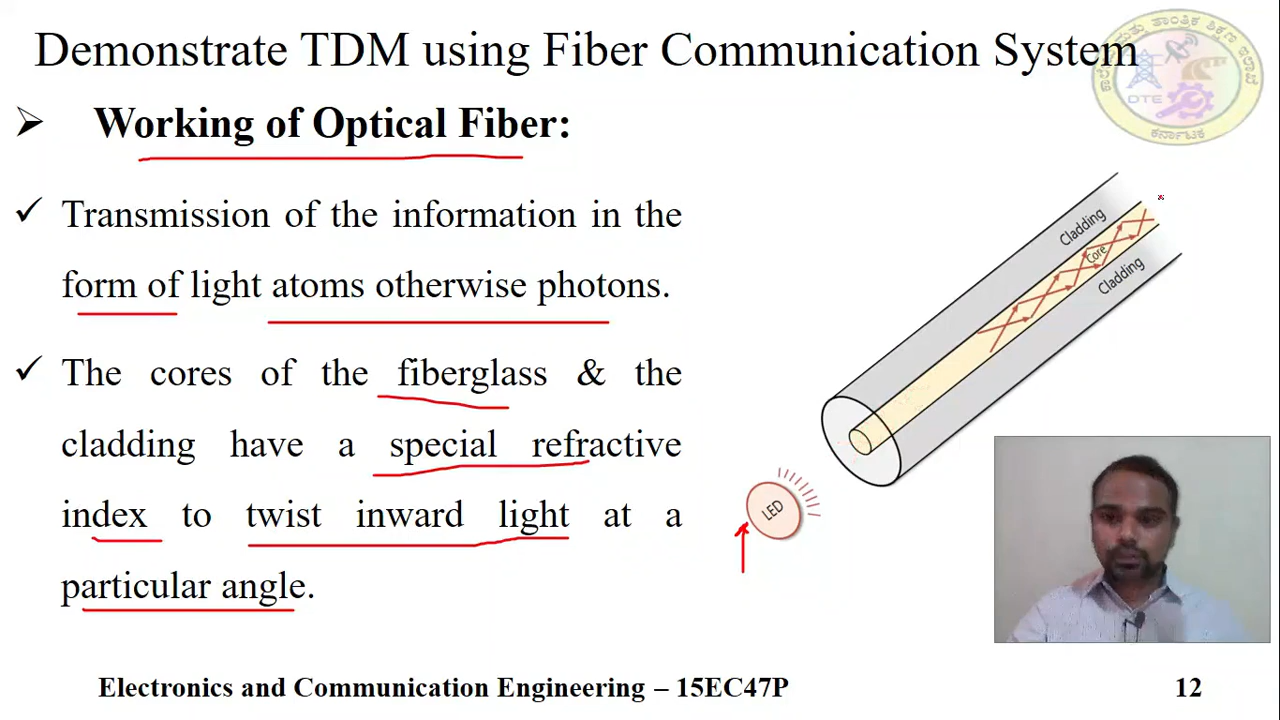 Demonstrate TDM using Fiber Communication System
➤ Working of Optical Fiber:
✓ Transmission of the information in the
form of light atoms otherwise photons.
✓ The cores of the fiberglass & the
cladding have a special refractive
index to twist inward light at a
particular angle.
Cladding
Core
Cladding
LED
DTE
ಕರ್ನಾಟಕ
Electronics and Communication Engineering – 15EC47P
12